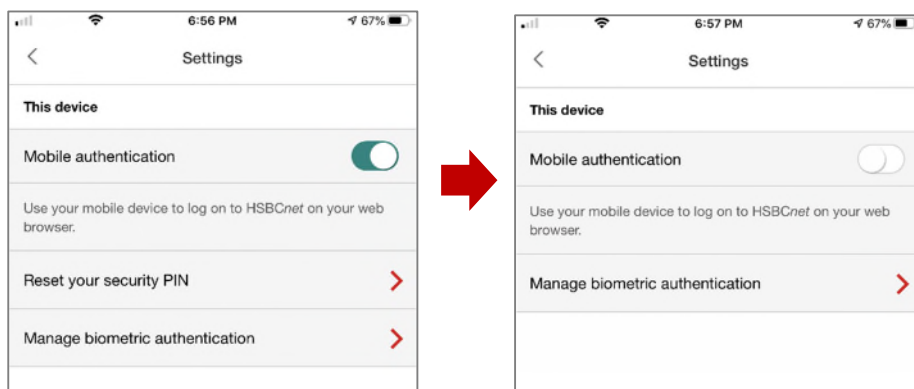 6:56 PM
67%
Settings
This device
Mobile authentication
Use your mobile device to log on to HSBCnet on your web
browser.
Reset your security PIN
Manage biometric authentication
6:57 PM
67%
Settings
This device
Mobile authentication
Use your mobile device to log on to HSBCnet on your web
browser.
Manage biometric authentication